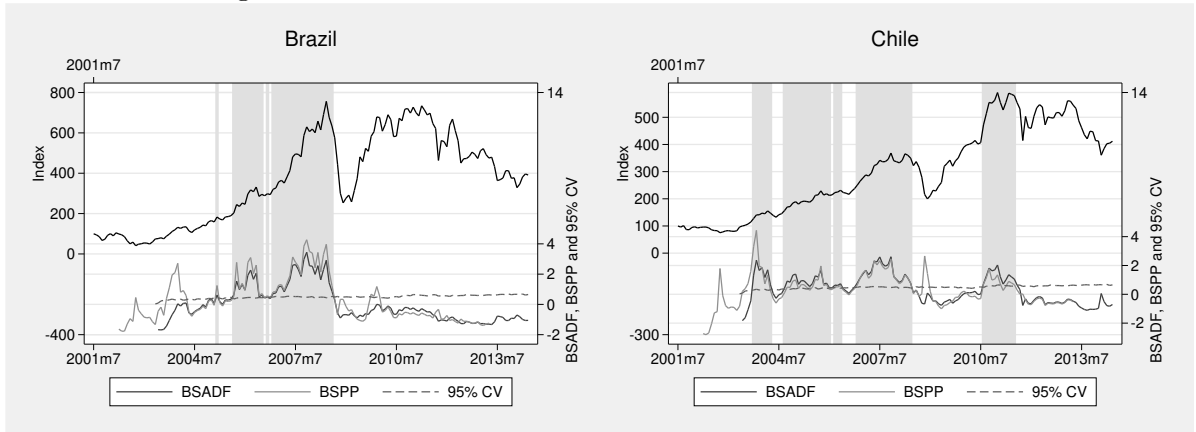 Brazil
2001m7
800
600
400
200
0
-400
Index
14
4
2
0
-2
BSADF, BSPP and 95% CV
2001m7 2004m7 2007m7 2010m7 2013m7
BSADF BSPP 95% CV
Chile
2001m7
500
400
300
200
100
0
-300
Index
14
4
2
0
-2
BSADF, BSPP and 95% CV
2001m7 2004m7 2007m7 2010m7 2013m7
BSADF BSPP 95% CV